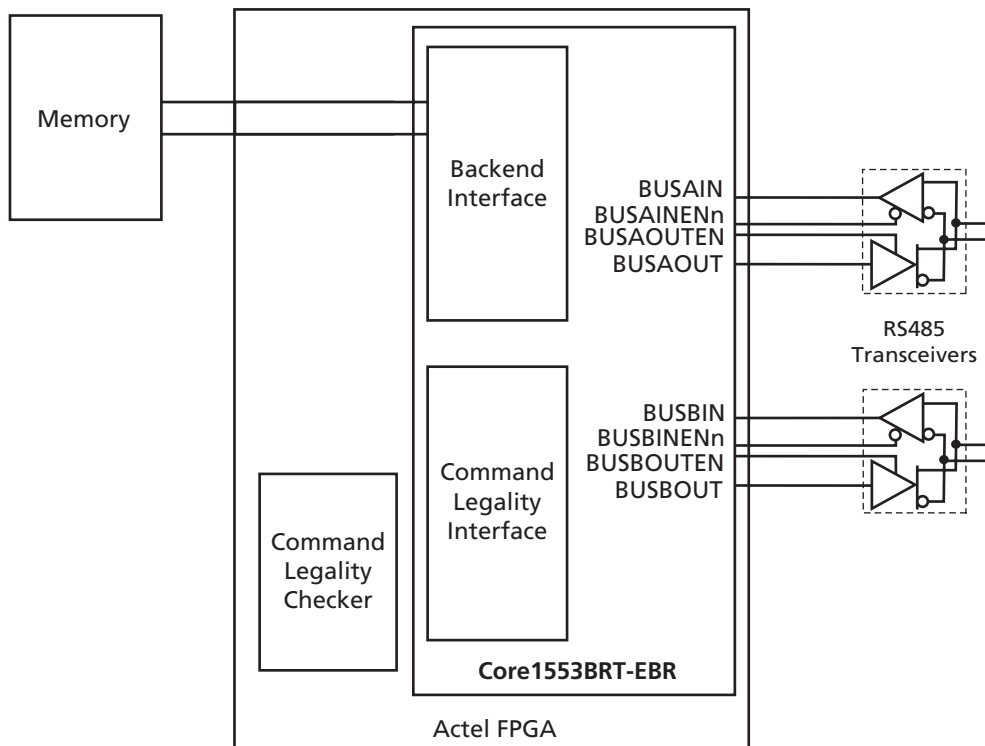 Memory
Backend
Interface
BUSAIN
BUSAINENn
BUSAOUTEN
BUSAOUT
RS485
Transceivers
BUSBIN
BUSBINENn
BUSBOUTEN
BUSBOUT
Command
Legality
Interface
Command
Legality
Checker
Core1553BRT-EBR
Actel FPGA